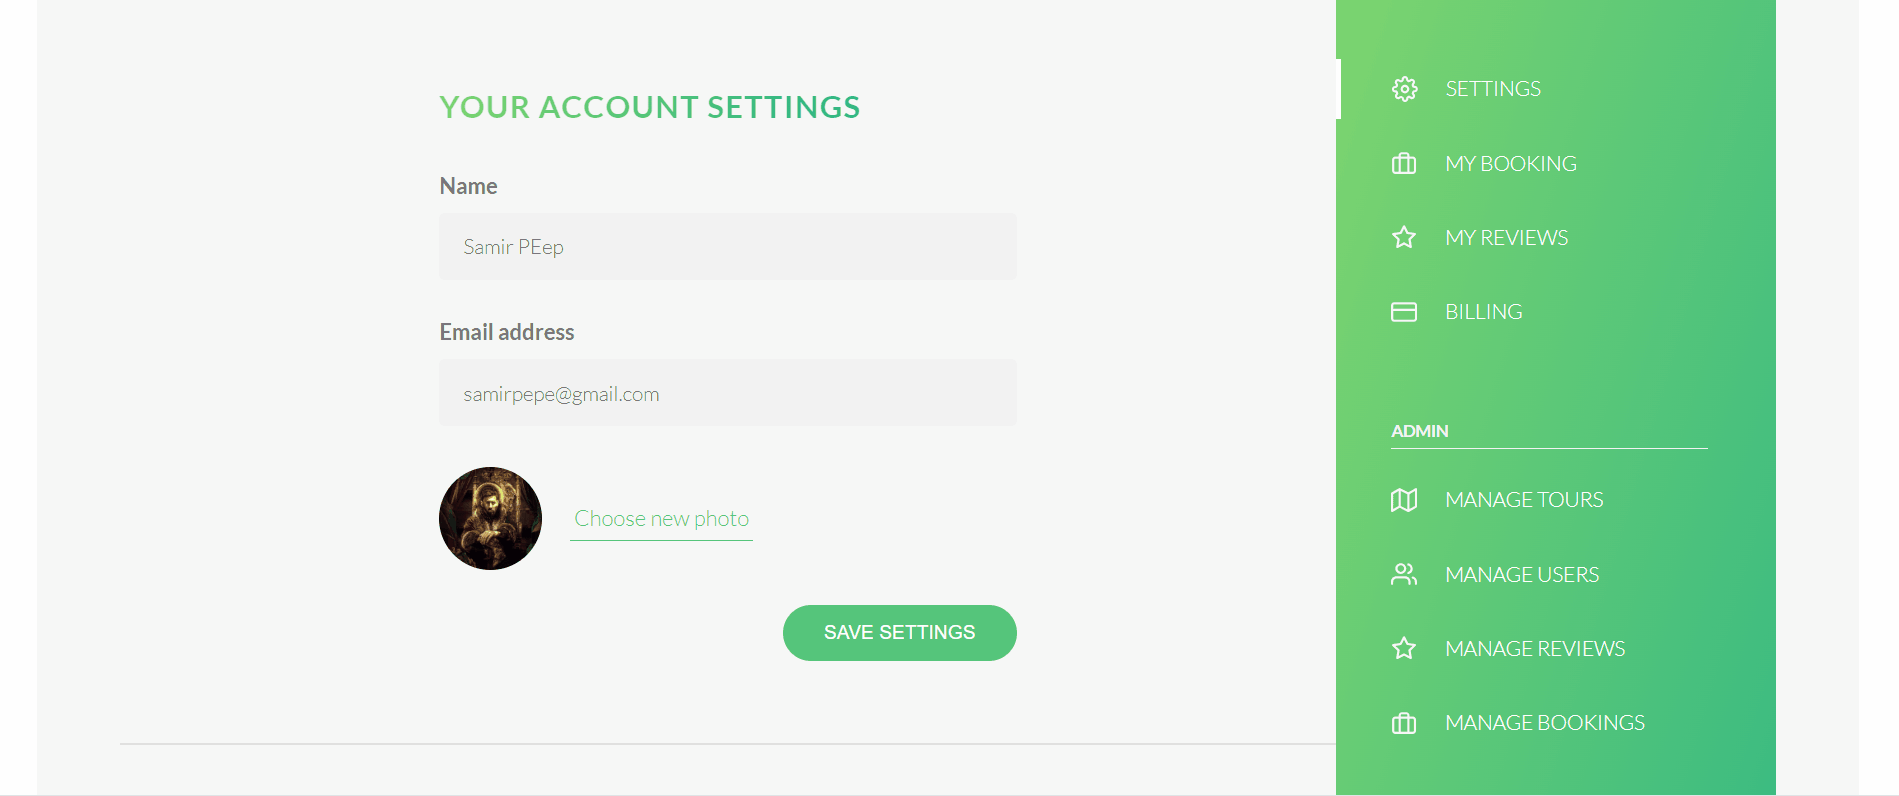 YOUR ACCOUNT SETTINGS
Name
Samir PEep
Email address
samirpepe@gmail.com
Choose new photo
SAVE SETTINGS
SETTINGS
MY BOOKING
MY REVIEWS
BILLING
ADMIN
MANAGE TOURS
MANAGE USERS
MANAGE REVIEWS
MANAGE BOOKINGS